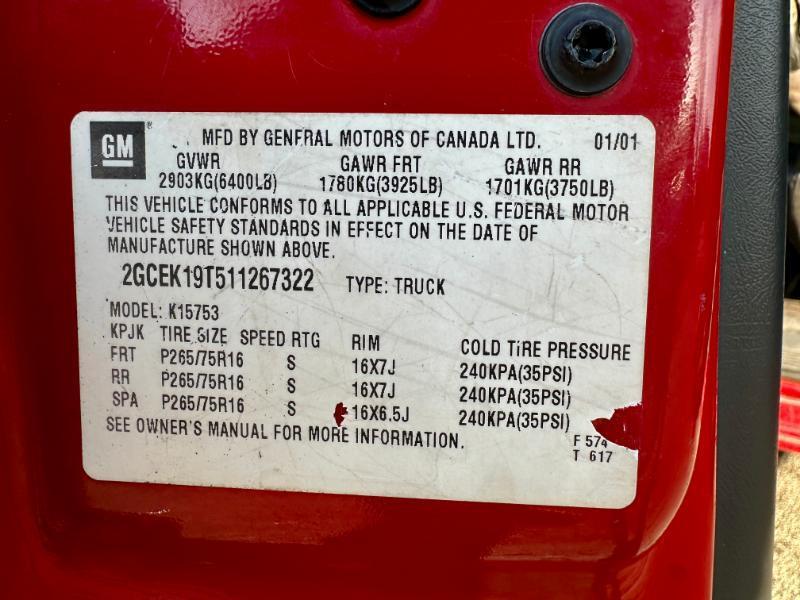 GM ® MFD BY GENERAL MOTORS OF CANADA LTD. 01/01
GVWR GAWR FRT GAWR RR
2903KG(6400LB) 1780KG(3925LB) 1701KG(3750LB)
THIS VEHICLE CONFORMS TO ALL APPLICABLE U.S. FEDERAL MOTOR
VEHICLE SAFETY STANDARDS IN EFFECT ON THE DATE OF
MANUFACTURE SHOWN ABOVE.
2GCEK19T511267322 TYPE: TRUCK
MODEL: K15753
KPJK TIRE SIZE SPEED RTG RIM COLD TIRE PRESSURE
FRT P265/75R16 S 16X7J 240KPA(35PSI)
RR P265/75R16 S 16X7J 240KPA(35PSI)
SPA P265/75R16 S 16X6.5J 240KPA(35PSI)
SEE OWNER'S MANUAL FOR MORE INFORMATION.
F 574
T 617